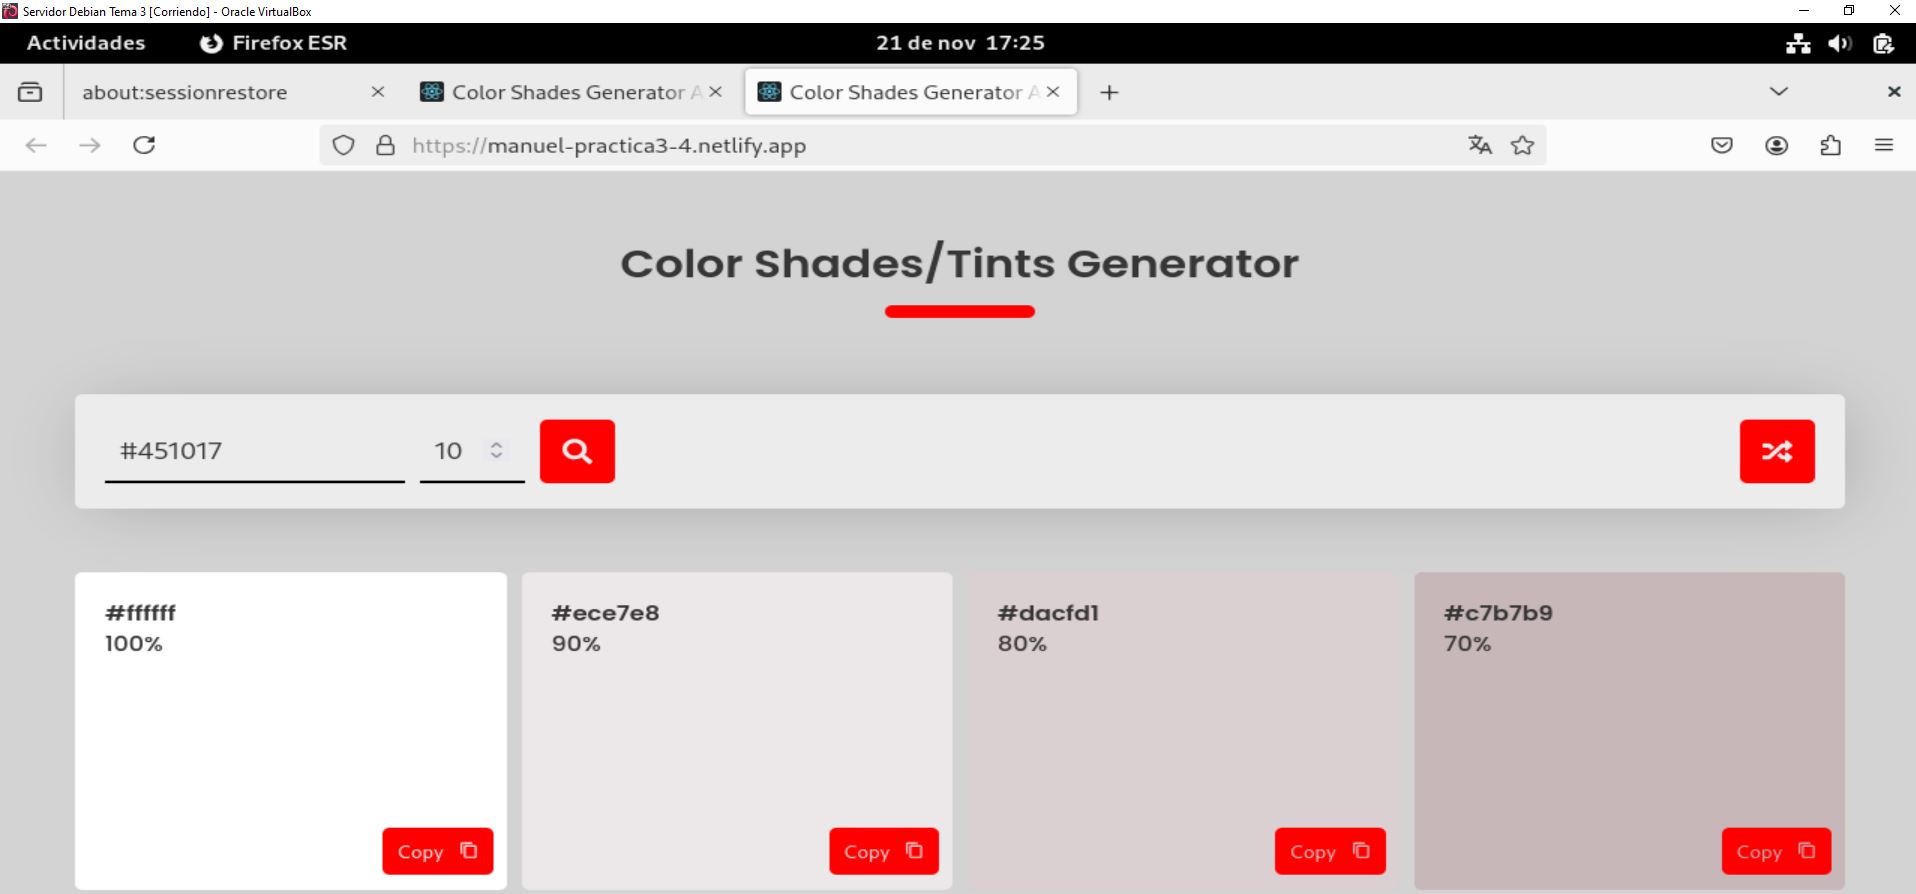 Servidor Debian Tema 3 [Corriendo] - Oracle VirtualBox
Actividades Firefox ESR 21 de nov 17:25
about:sessionrestore Color Shades Generator A Color Shades Generator A
https://manuel-practica3-4.netlify.app
Color Shades/Tints Generator
#451017 10
#ffffff
100%
Copy
#ece7e8
90%
Copy
#dacfd1
80%
Copy
#c7b7b9
70%
Copy